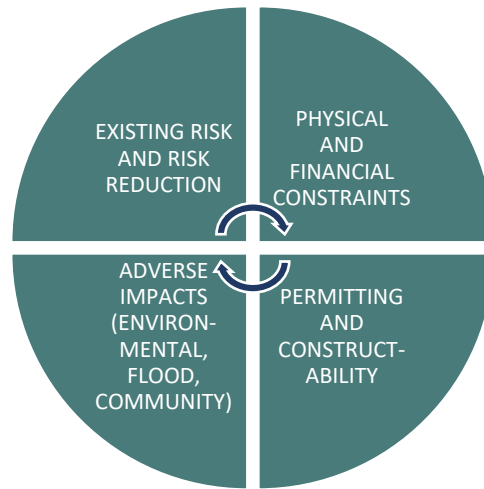 EXISTING RISK
AND RISK
REDUCTION
PHYSICAL
AND
FINANCIAL
CONSTRAINTS
ADVERSE
IMPACTS
(ENVIRON-
MENTAL,
FLOOD,
COMMUNITY)
PERMITTING
AND
CONSTRUCT-
ABILITY